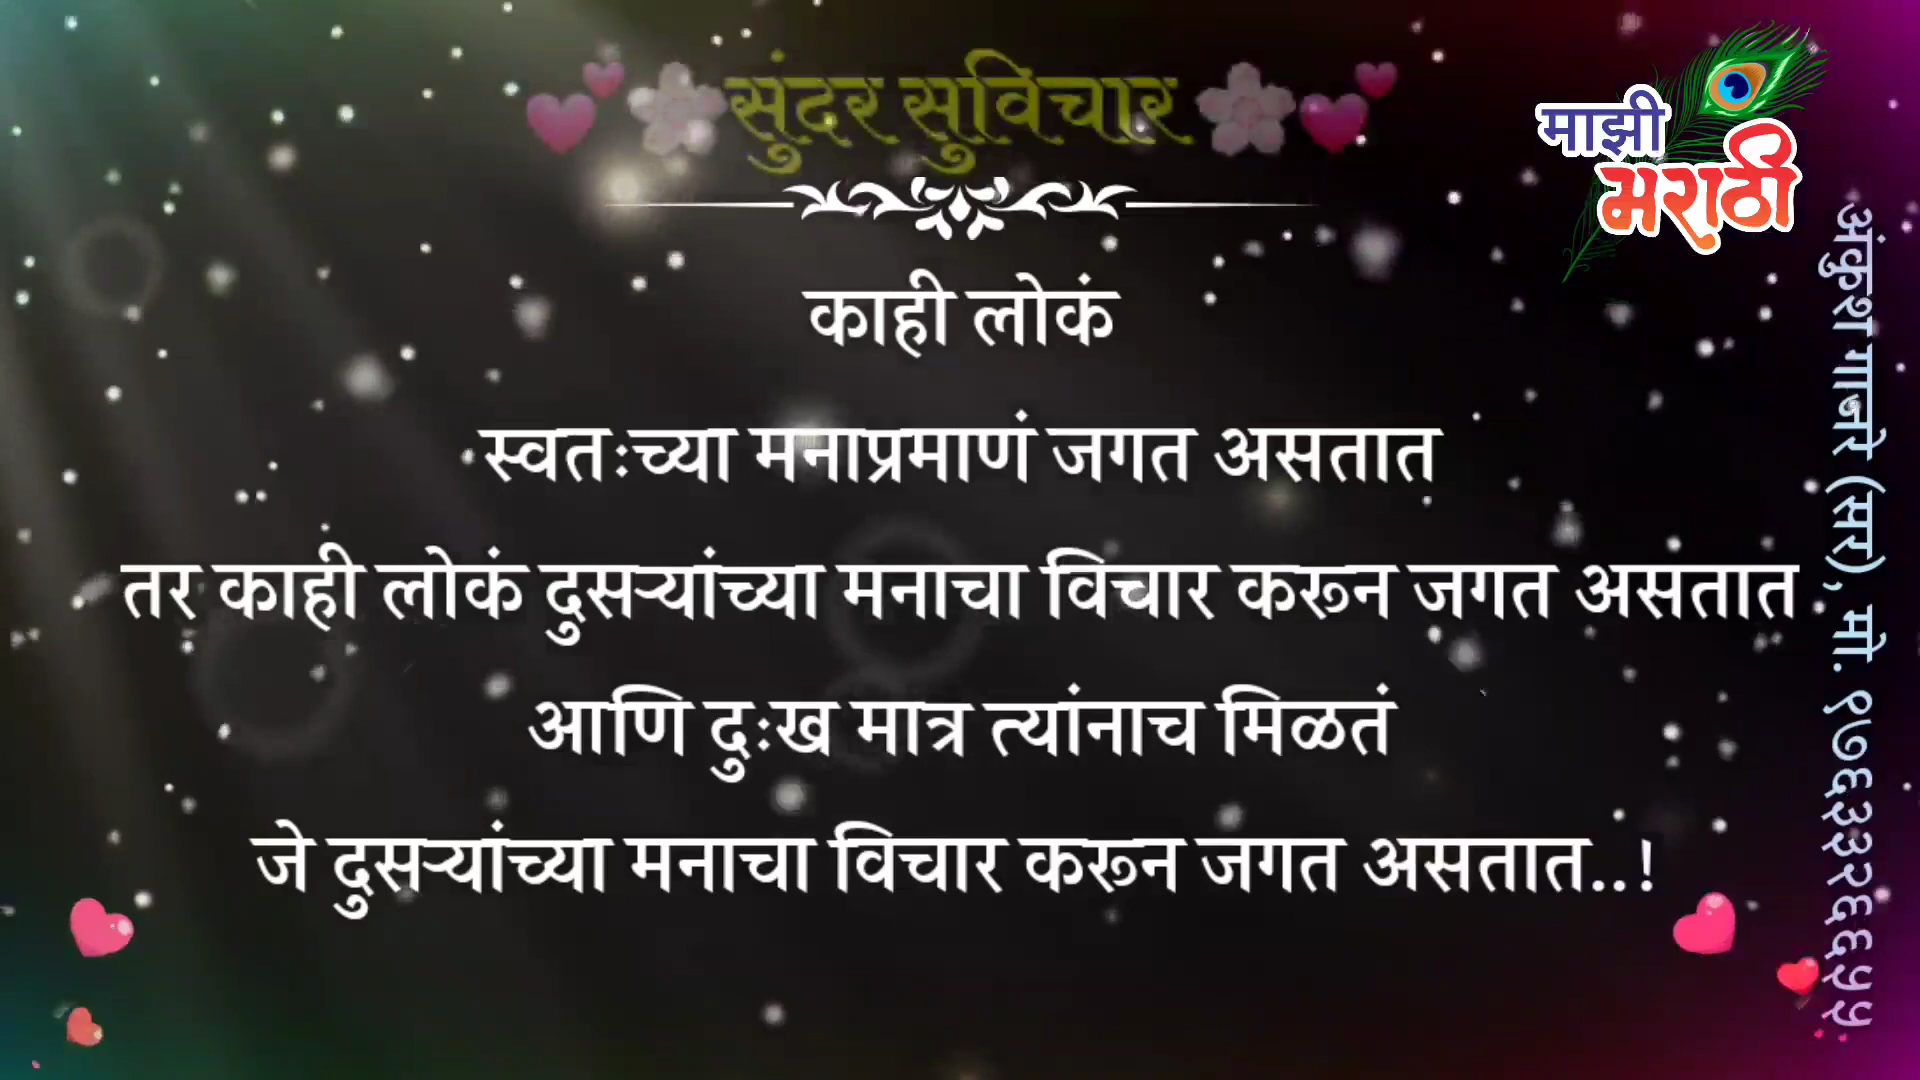 सुंदर सुविचार
माझी
मराठी
काही लोकं
स्वतःच्या मनाप्रमाणं जगत असतात
तर काही लोकं दुसऱ्यांच्या मनाचा विचार करून जगत असतात
आणि दुःख मात्र त्यांनाच मिळतं
जे दुसऱ्यांच्या मनाचा विचार करून जगत असतात..!
अंकुश गाजरे (सर), मो. ९७६३३२६६५५